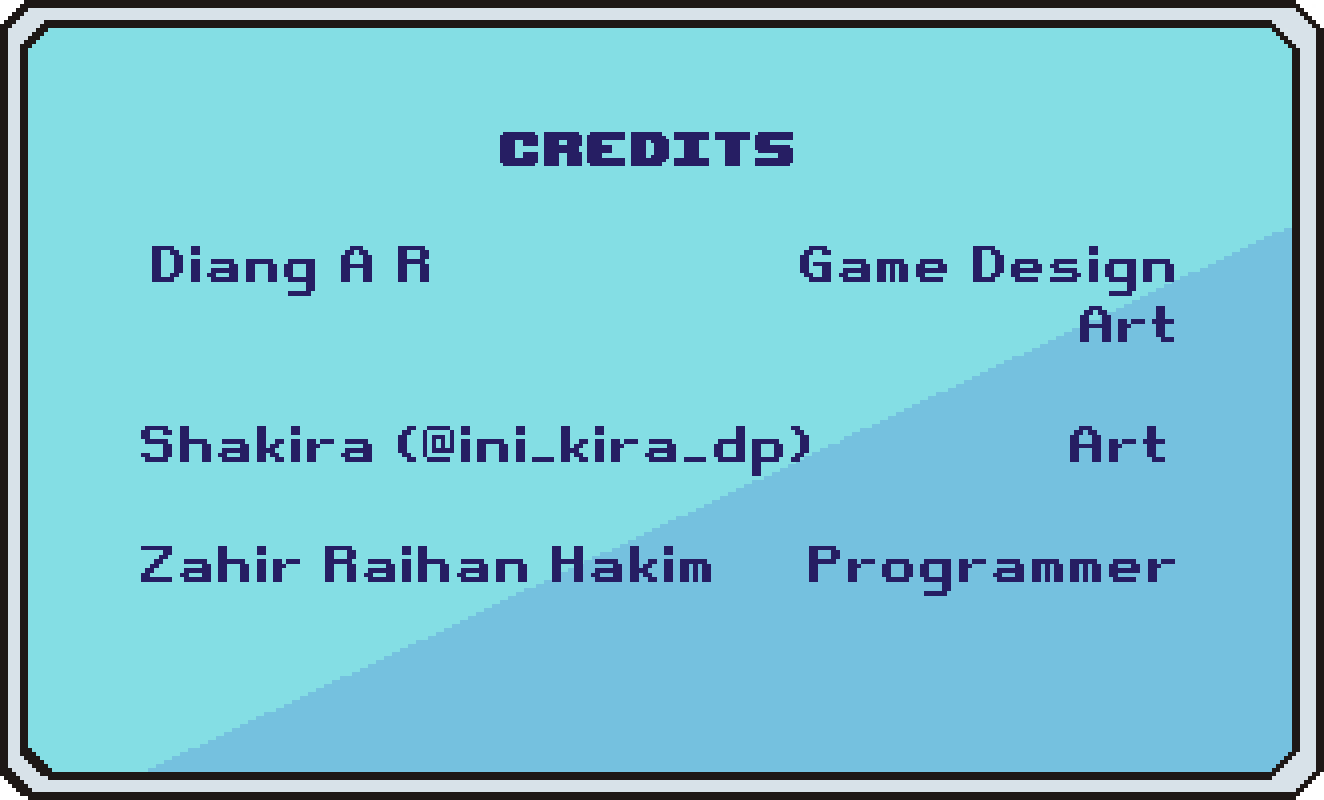 CREDITS
Diang A R Game Design
Art
Shakira (@ini_kira_dp) Art
Zahir Raihan Hakim Programmer